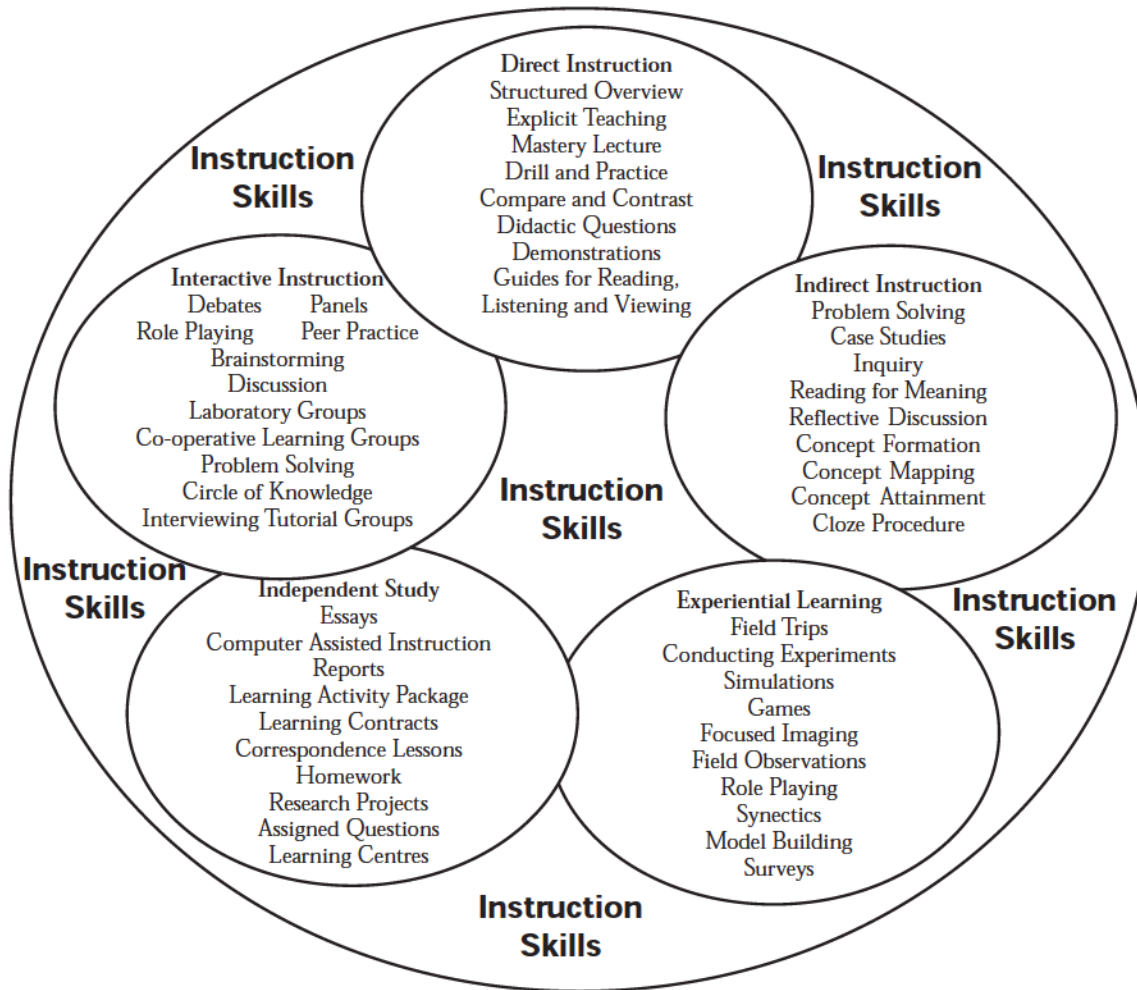 Direct Instruction
Structured Overview
Explicit Teaching
Mastery Lecture
Drill and Practice
Compare and Contrast
Didactic Questions
Demonstrations
Guides for Reading,
Listening and Viewing
Instruction
Skills
Instruction
Skills
Interactive Instruction
Debates Panels
Role Playing Peer Practice
Brainstorming
Discussion
Laboratory Groups
Co-operative Learning Groups
Problem Solving
Circle of Knowledge
Interviewing Tutorial Groups
Indirect Instruction
Problem Solving
Case Studies
Inquiry
Reading for Meaning
Reflective Discussion
Concept Formation
Concept Mapping
Concept Attainment
Cloze Procedure
Instruction
Skills
Instruction
Skills
Independent Study
Essays
Computer Assisted Instruction
Reports
Learning Activity Package
Learning Contracts
Correspondence Lessons
Homework
Research Projects
Assigned Questions
Learning Centres
Experiential Learning
Field Trips
Conducting Experiments
Simulations
Games
Focused Imaging
Field Observations
Role Playing
Synectics
Model Building
Surveys
Instruction
Skills
Instruction
Skills